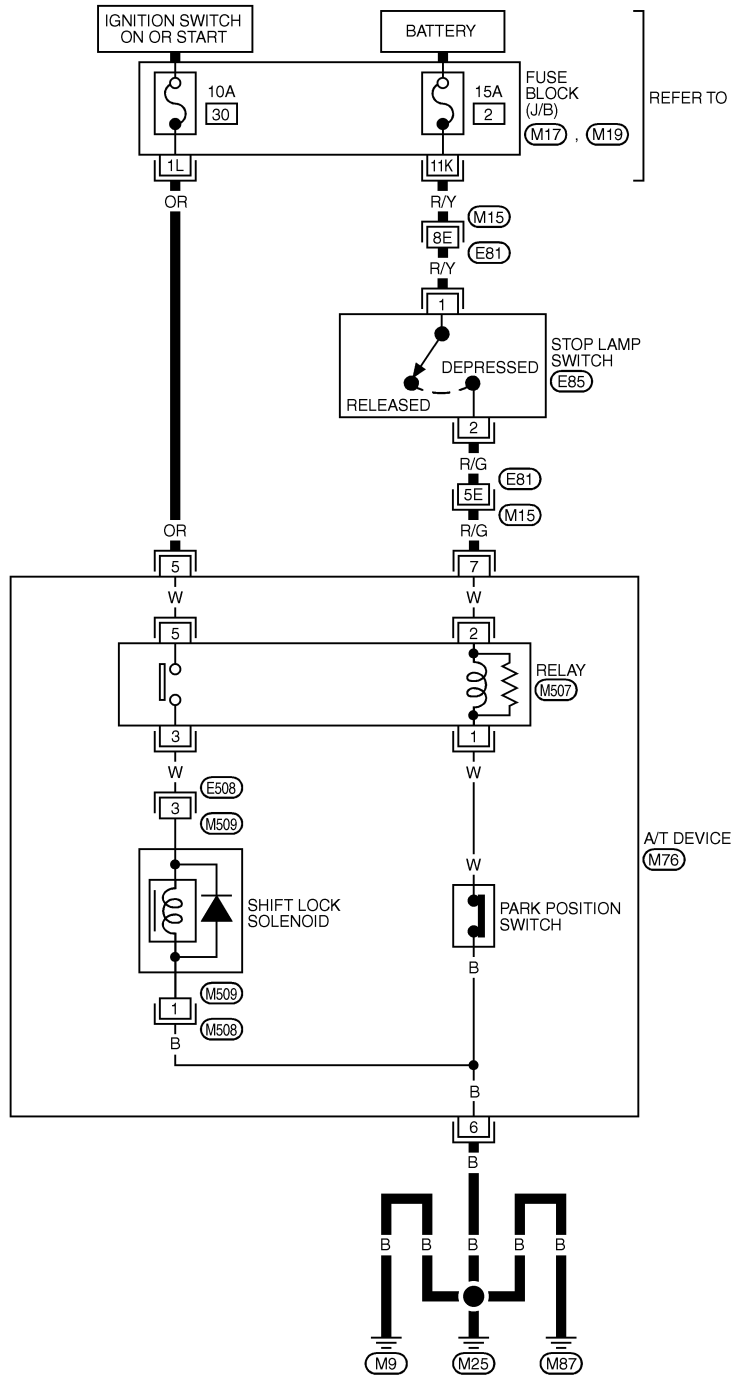 IGNITION SWITCH
ON OR START
BATTERY
10A
30
15A
2
FUSE
BLOCK
(J/B)
M17 , M19
REFER TO
1L
11K
OR
R/Y
M15
8E
E81
R/Y
1
STOP LAMP
SWITCH
E85
DEPRESSED
RELEASED
2
R/G
E81
5E
M15
OR
R/G
5
7
W
W
5
2
RELAY
M507
3
1
W
W
E508
3
M509
A/T DEVICE
M76
W
SHIFT LOCK
SOLENOID
PARK POSITION
SWITCH
B
M509
1
M508
B
B
6
B
B
B
B
B
B
M9
M25
M87